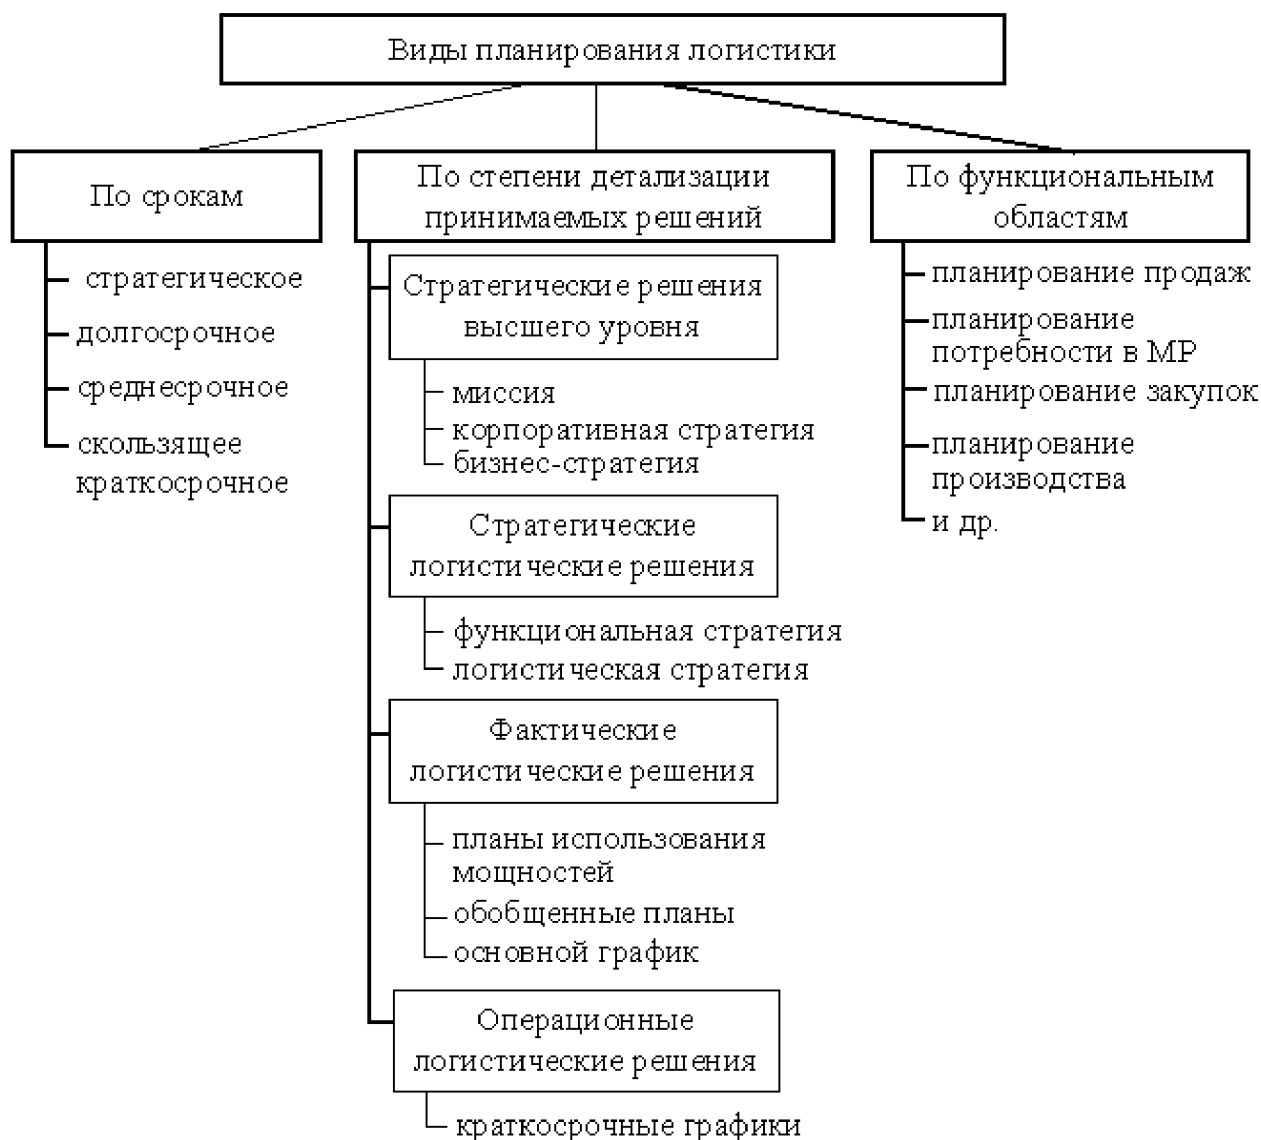 Виды планирования логистики
По срокам
стратегическое
долгосрочное
среднесрочное
скользящее
краткосрочное
По степени детализации
принимаемых решений
Стратегические решения
высшего уровня
миссия
корпоративная стратегия
бизнес-стратегия
Стратегические
логистические решения
функциональная стратегия
логистическая стратегия
Фактические
логистические решения
планы использования
мощностей
обобщенные планы
основной график
Операционные
логистические решения
краткосрочные графики
По функциональным
областям
планирование продаж
планирование
потребности в МР
планирование закупок
планирование
производства
и др.